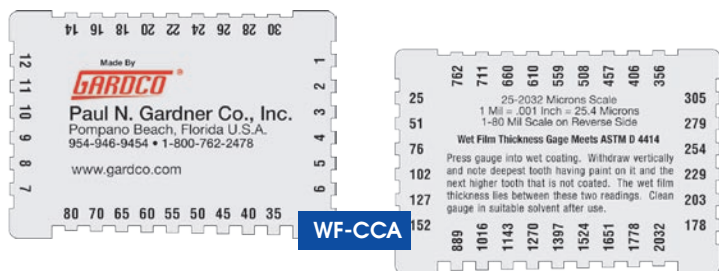 14 16 18 20 22 24 26 28 30
12
11
10
9
8
7
Made By
GARDCO®
Paul N. Gardner Co., Inc.
Pompano Beach, Florida U.S.A.
954-946-9454 • 1-800-762-2478
www.gardco.com
1
2
3
4
5
6
80 70 65 60 55 50 45 40 35
WF-CCA
762 711 660 610 559 508 457 406 356
25
51
76
102
127
152
25-2032 Microns Scale
1 Mil = .001 Inch = 25.4 Microns
1-80 Mil Scale on Reverse Side
Wet Film Thickness Gage Meets ASTM D 4414
Press gauge into wet coating. Withdraw vertically
and note deepest tooth having paint on it and the
next higher tooth that is not coated. The wet film
thickness lies between these two readings. Clean
gauge in suitable solvent after use.
305
279
254
229
203
178
889 1016 1143 1270 1397 1524 1651 1778 2032